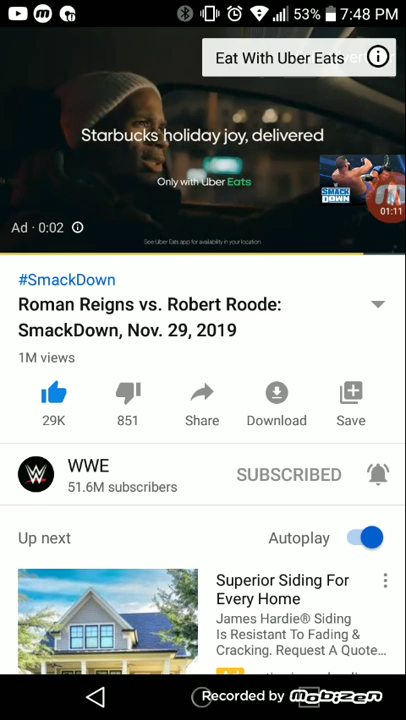 53% 7:48 PM
Eat With Uber Eats
Starbucks holiday joy, delivered
Only with Uber Eats
SMACK
DOWN
01:11
Ad · 0:02
See Uber Eats app for availability in your location.
#SmackDown
Roman Reigns vs. Robert Roode:
SmackDown, Nov. 29, 2019
1M views
29K 851 Share Download Save
WWE
51.6M subscribers
SUBSCRIBED
Up next Autoplay
Superior Siding For
Every Home
James Hardie® Siding
Is Resistant To Fading &
Cracking. Request A Quote...
Recorded by Mobizen